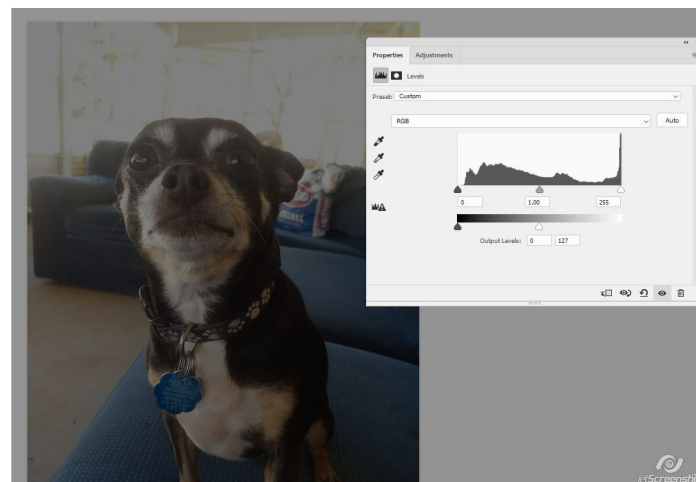 Properties Adjustments
Levels
Preset: Custom
RGB
Auto
0 1.00 255
Output Levels: 0 127